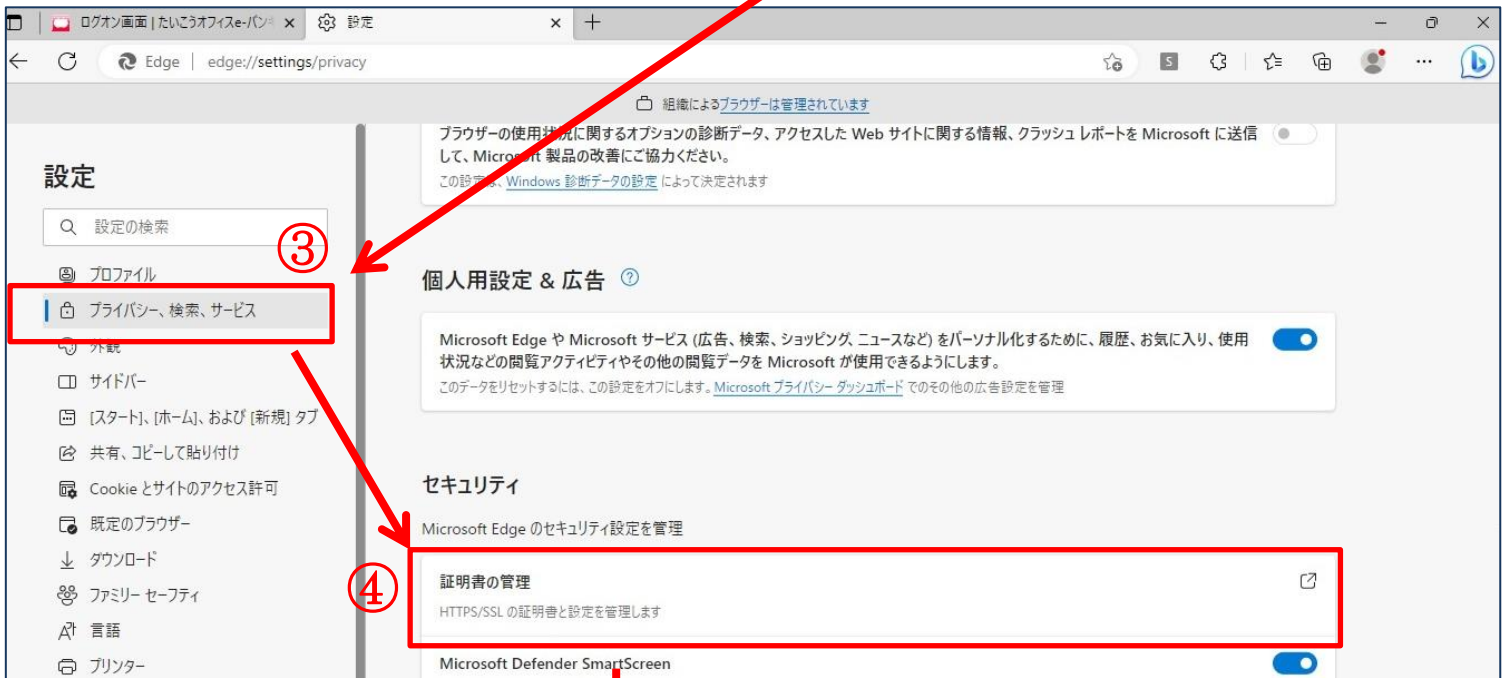 ログオン画面 | たいこうオフィスe-バン
設定
Edge
edge://settings/privacy
S
組織によるブラウザーは管理されています
設定
設定の検索
③
プロファイル
プライバシー、検索、サービス
外観
サイドバー
[スタート]、[ホーム]、および [新規] タブ
共有、コピーして貼り付け
Cookie とサイトのアクセス許可
既定のブラウザー
ダウンロード
ファミリー セーフティ
言語
プリンター
ブラウザーの使用状況に関するオプションの診断データ、アクセスした Web サイトに関する情報、クラッシュ レポートを Microsoft に送信
して、Microsoft 製品の改善にご協力ください。
この設定は、Windows 診断データの設定 によって決定されます
個人用設定 & 広告
Microsoft Edge や Microsoft サービス (広告、検索、ショッピング、ニュースなど) をパーソナル化するために、履歴、お気に入り、使用
状況などの閲覧アクティビティやその他の閲覧データを Microsoft が使用できるようにします。
このデータをリセットするには、この設定をオフにします。Microsoft プライバシー ダッシュボード でのその他の広告設定を管理
セキュリティ
Microsoft Edge のセキュリティ設定を管理
④
証明書の管理
HTTPS/SSL の証明書と設定を管理します
Microsoft Defender SmartScreen